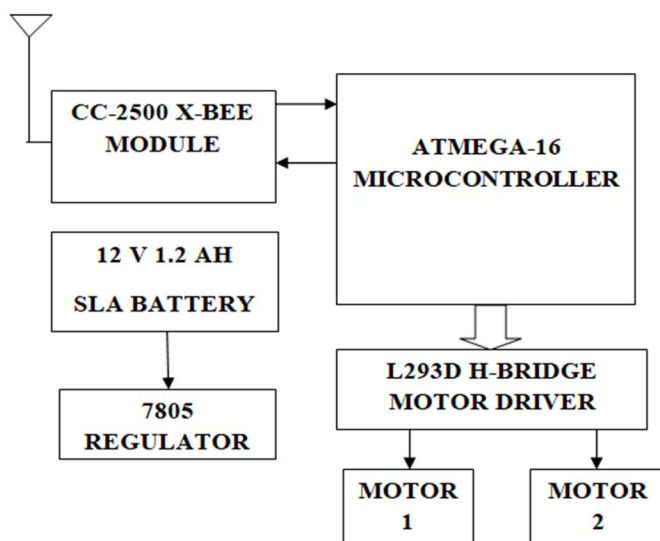 CC-2500 X-BEE
MODULE
ATMEGA-16
MICROCONTROLLER
12 V 1.2 AH
SLA BATTERY
L293D H-BRIDGE
MOTOR DRIVER
7805
REGULATOR
MOTOR
1
MOTOR
2